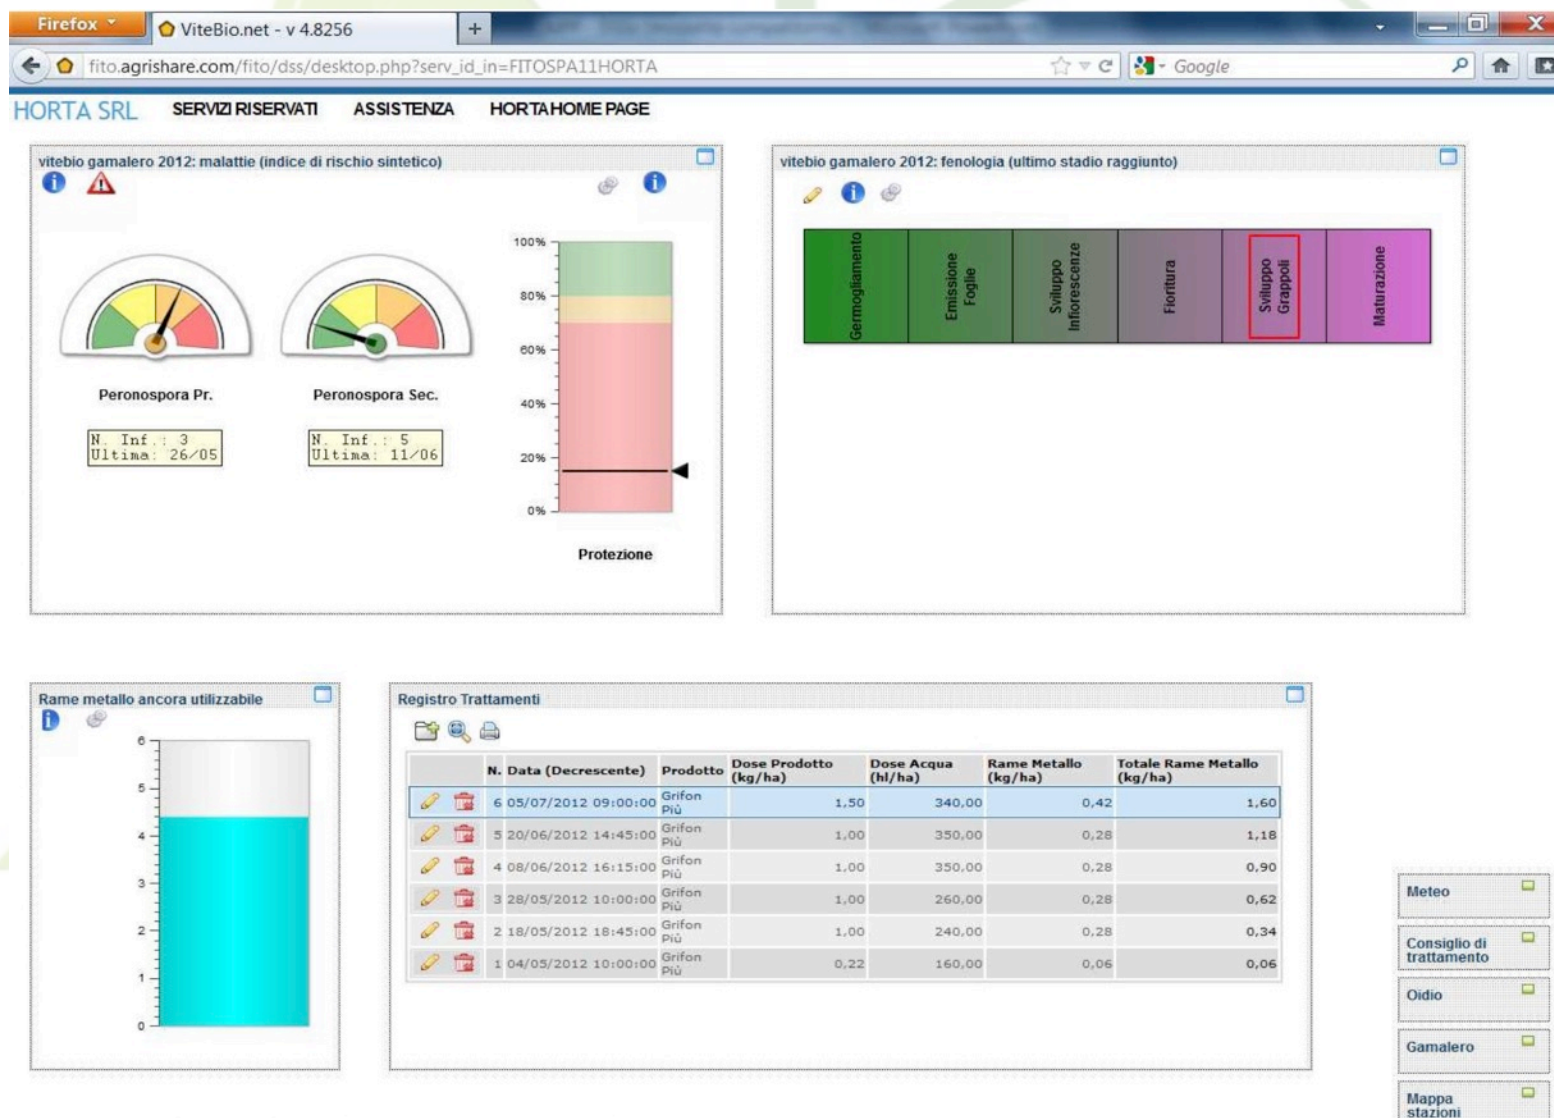 Firefox
ViteBio.net - v 4.8256
+
fito.agrishare.com/fito/dss/desktop.php?serv_id_in=FITOSPA11HORTA
Google
HORTA SRL SERVIZI RISERVATI ASSISTENZA HORTAHOME PAGE
vitebio gamalero 2012: malattie (indice di rischio sintetico)
Peronospora Pr.
N. Inf.: 3
Ultima: 26/05
Peronospora Sec.
N. Inf.: 5
Ultima: 11/06
100%
80%
60%
40%
20%
0%
Protezione
vitebio gamalero 2012: fenologia (ultimo stadio raggiunto)
Germogliamento
Emissione
Foglie
Sviluppo
Infiorescenze
Fioritura
Sviluppo
Grappoli
Maturazione
Rame metallo ancora utilizzabile
6
5
4
3
2
1
0
Registro Trattamenti
N. Data (Decrescente) Prodotto Dose Prodotto (kg/ha) Dose Acqua (hl/ha) Rame Metallo (kg/ha) Totale Rame Metallo (kg/ha)
6 05/07/2012 09:00:00 Grifon Più 1,50 340,00 0,42 1,60
5 20/06/2012 14:45:00 Grifon Più 1,00 350,00 0,28 1,18
4 08/06/2012 16:15:00 Grifon Più 1,00 350,00 0,28 0,90
3 28/05/2012 10:00:00 Grifon Più 1,00 260,00 0,28 0,62
2 18/05/2012 18:45:00 Grifon Più 1,00 240,00 0,28 0,34
1 04/05/2012 10:00:00 Grifon Più 0,22 160,00 0,06 0,06
Meteo
Consiglio di
trattamento
Oidio
Gamalero
Mappa
stazioni